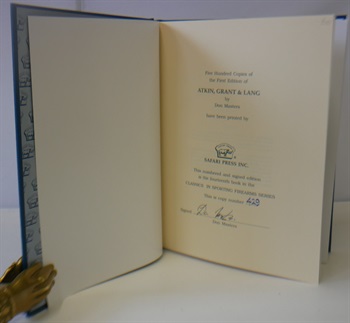 Five Hundred Copies of
the First Edition of
ATKIN, GRANT & LANG
by
Don Masters
have been printed by
SAFARI PRESS INC.
This numbered and signed edition
is the fourteenth book in the
CLASSICS IN SPORTING FIREARMS SERIES
This is copy number
Signed
Don Masters